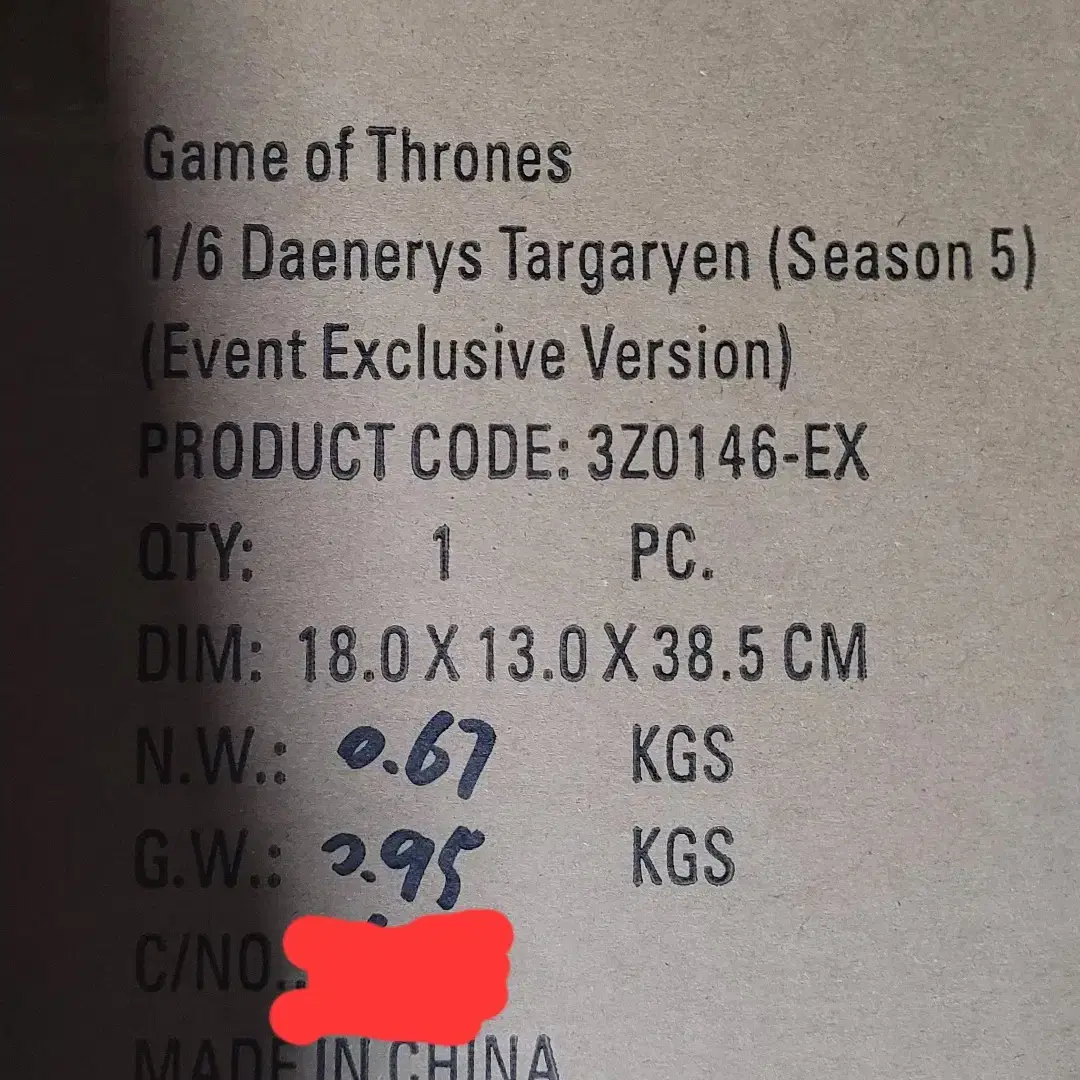 Game of Thrones
1/6 Daenerys Targaryen (Season 5)
(Event Exclusive Version)
PRODUCT CODE: 3Z0146-EX
QTY: 1 PC.
DIM: 18.0 X 13.0 X 38.5 CM
N.W.: 0.67 KGS
G.W.: 0.95 KGS
C/NO.:
MADE IN CHINA